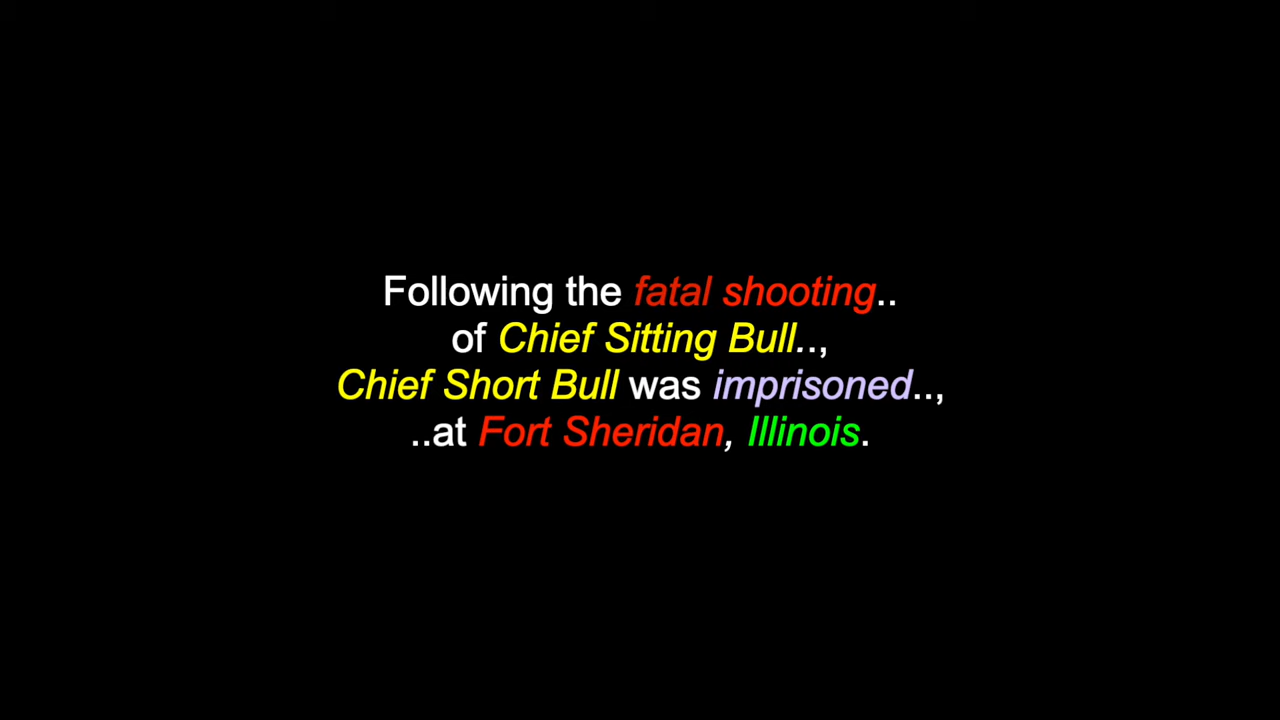 Following the fatal shooting..
of Chief Sitting Bull..,
Chief Short Bull was imprisoned..,
..at Fort Sheridan, Illinois.